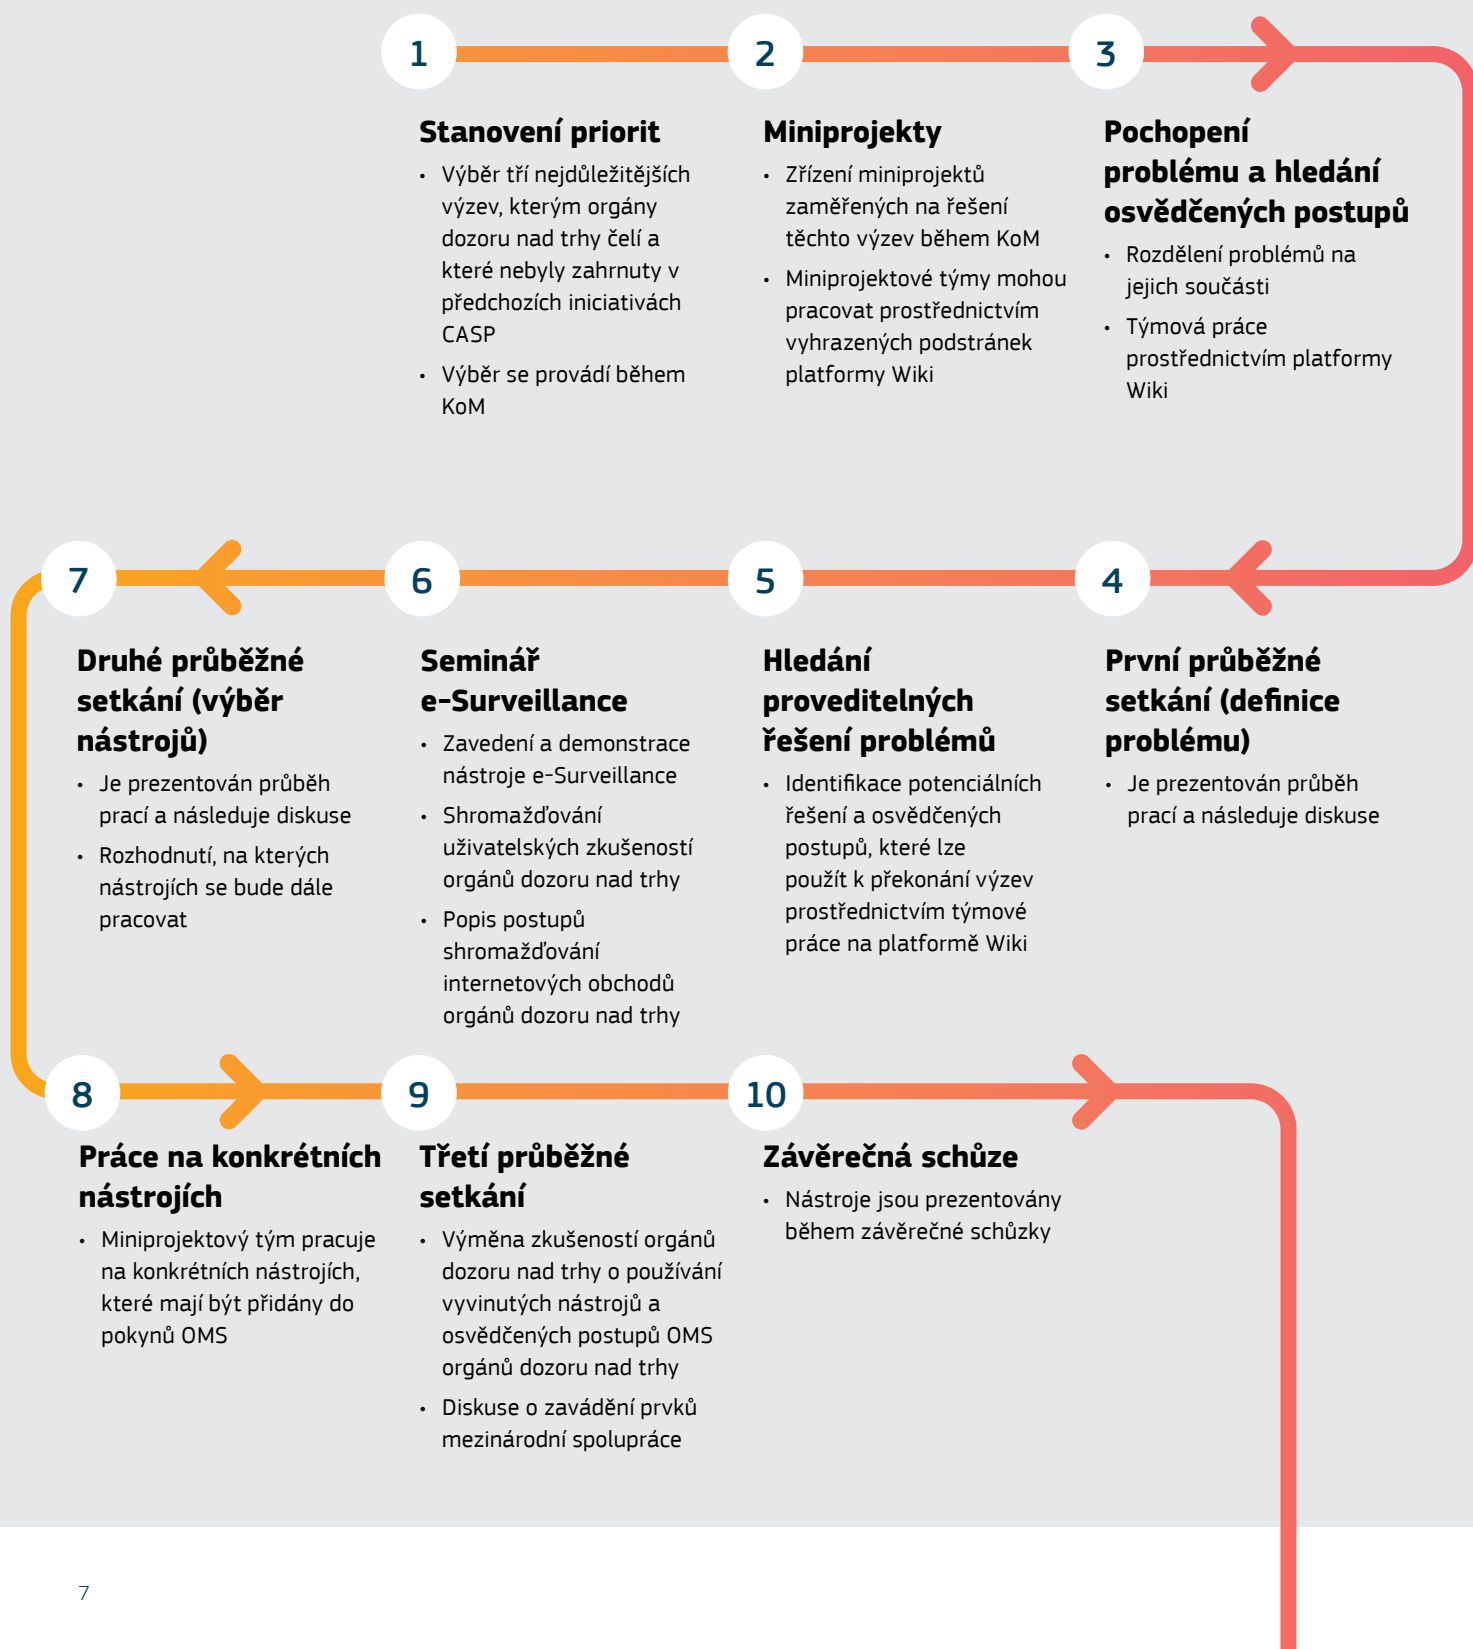 1
Stanovení priorit
• Výběr tří nejdůležitějších
výzev, kterým orgány
dozoru nad trhy čelí a
které nebyly zahrnuty v
předchozích iniciativách
CASP
• Výběr se provádí během
KoM
2
Miniprojekty
• Zřízení miniprojektů
zaměřených na řešení
těchto výzev během KoM
• Miniprojektové týmy mohou
pracovat prostřednictvím
vyhrazených podstránek
platformy Wiki
3
Pochopení
problému a hledání
osvědčených postupů
• Rozdělení problémů na
jejich součásti
• Týmová práce
prostřednictvím platformy
Wiki
4
První průběžné
setkání (definice
problému)
• Je prezentován průběh
prací a následuje diskuse
5
Hledání
proveditelných
řešení problémů
• Identifikace potenciálních
řešení a osvědčených
postupů, které lze
použít k překonání výzev
prostřednictvím týmové
práce na platformě Wiki
6
Seminář
e-Surveillance
• Zavedení a demonstrace
nástroje e-Surveillance
• Shromažďování
uživatelských zkušeností
orgánů dozoru nad trhy
• Popis postupů
shromažďování
internetových obchodů
orgánů dozoru nad trhy
7
Druhé průběžné
setkání (výběr
nástrojů)
• Je prezentován průběh
prací a následuje diskuse
• Rozhodnutí, na kterých
nástrojích se bude dále
pracovat
8
Práce na konkrétních
nástrojích
• Miniprojektový tým pracuje
na konkrétních nástrojích,
které mají být přidány do
pokynů OMS
9
Třetí průběžné
setkání
• Výměna zkušeností orgánů
dozoru nad trhy o používání
vyvinutých nástrojů a
osvědčených postupů OMS
orgánů dozoru nad trhy
• Diskuse o zavádění prvků
mezinárodní spolupráce
10
Závěrečná schůze
• Nástroje jsou prezentovány
během závěrečné schůzky
7